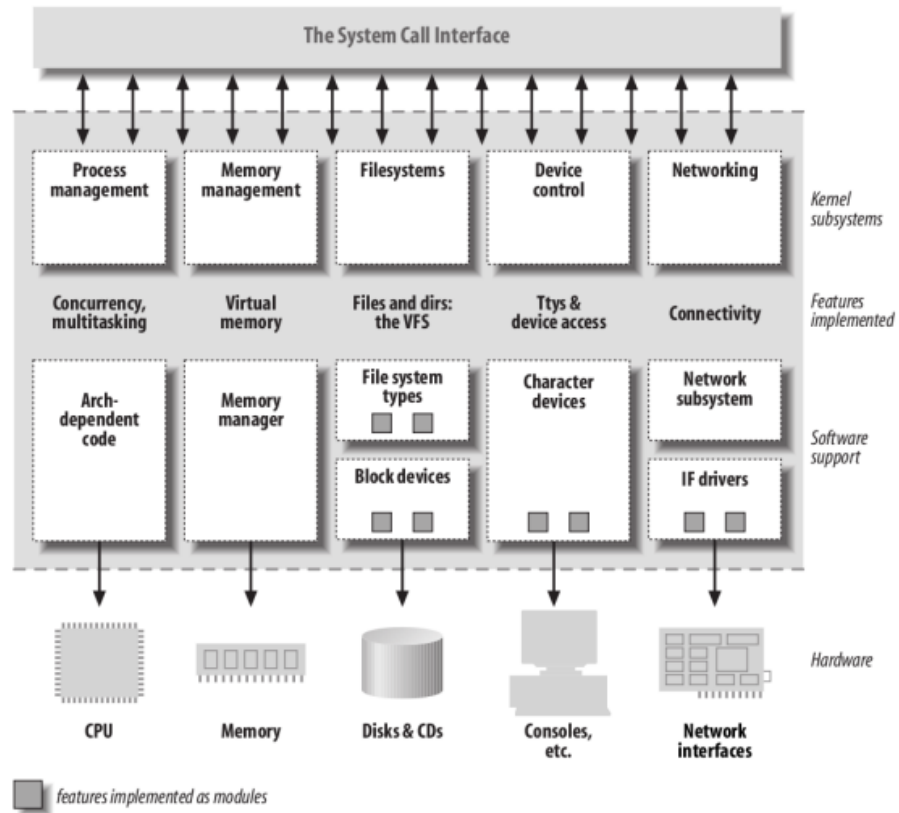 The System Call Interface
Process
management
Memory
management
Filesystems
Device
control
Networking
Kernel
subsystems
Concurrency,
multitasking
Virtual
memory
Files and dirs:
the VFS
Ttys &
device access
Connectivity
Features
implemented
Arch-
dependent
code
Memory
manager
File system
types
Block devices
Character
devices
Network
subsystem
IF drivers
Software
support
Hardware
CPU
Memory
Disks & CDs
Consoles,
etc.
Network
interfaces
features implemented as modules